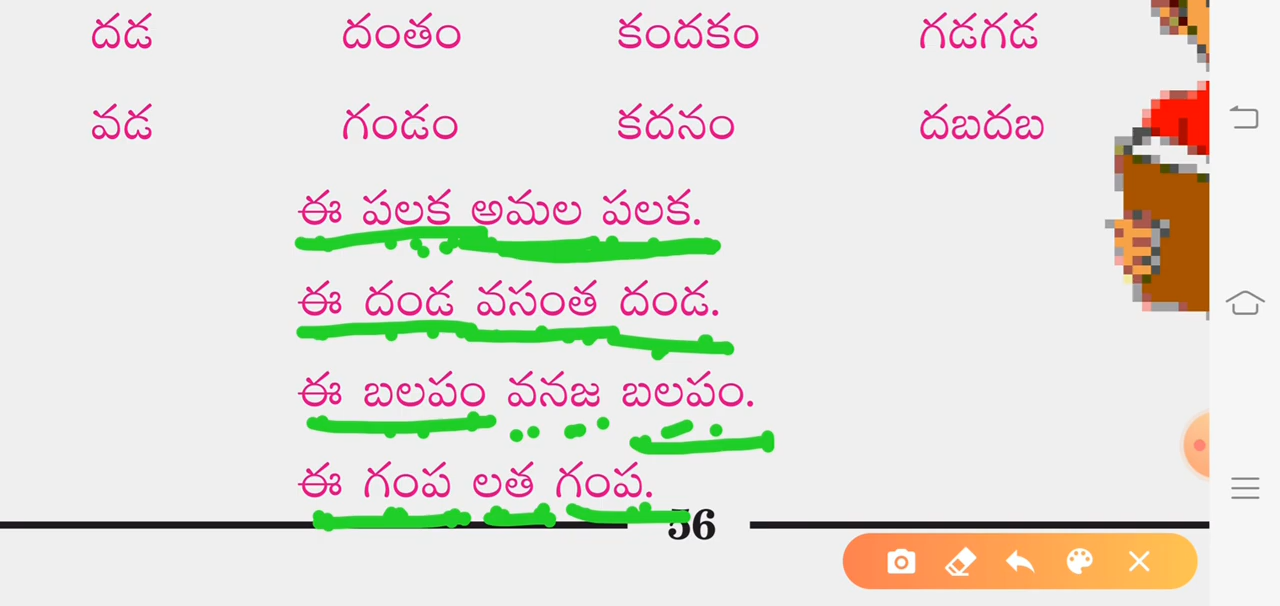 దడ దంతం కందకం గడగడ
వడ గండం కదనం దబదబ
ఈ పలక అమల పలక.
ఈ దండ వసంత దండ.
ఈ బలపం వనజ బలపం.
ఈ గంప లత గంప.
56